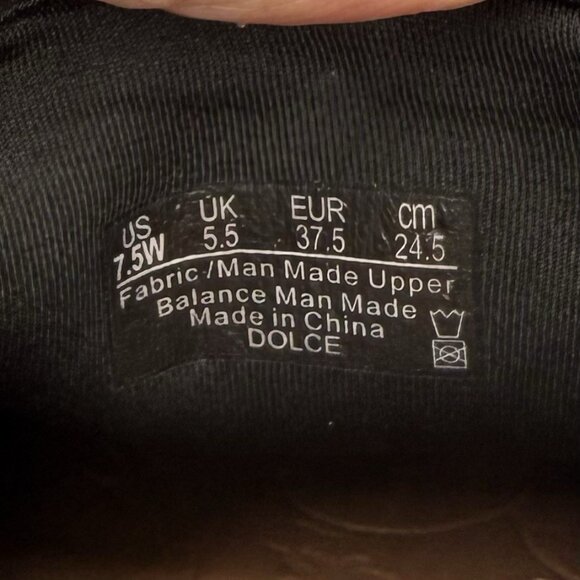 US UK EUR cm
7.5W 5.5 37.5 24.5
Fabric/Man Made Upper
Balance Man Made
Made in China
DOLCE